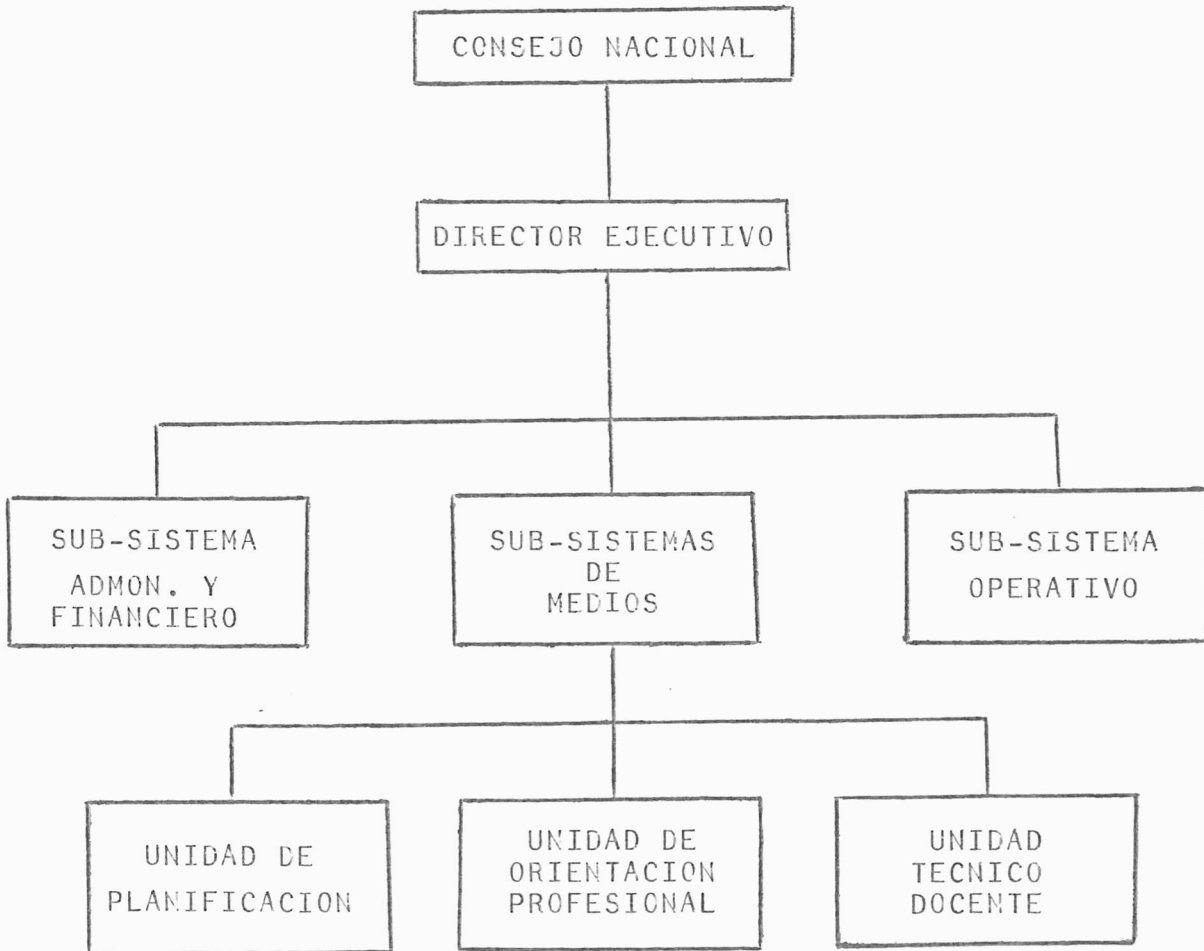 CONSEJO NACIONAL
DIRECTOR EJECUTIVO
SUB-SISTEMA
ADMON. Y
FINANCIERO
SUB-SISTEMAS
DE
MEDIOS
SUB-SISTEMA
OPERATIVO
UNIDAD DE
PLANIFICACION
UNIDAD DE
ORIENTACION
PROFESIONAL
UNIDAD
TECNICO
DOCENTE